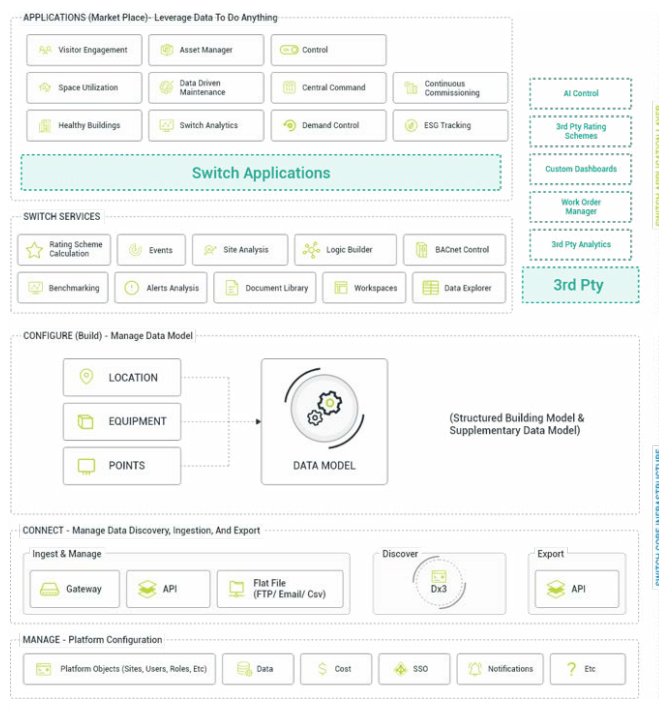 APPLICATIONS (Market Place)- Leverage Data To Do Anything
Visitor Engagement
Asset Manager
Control
Space Utilization
Data Driven
Maintenance
Central Command
Continuous
Commissioning
Healthy Buildings
Switch Analytics
Demand Control
ESG Tracking
Switch Applications
AI Control
3rd Pty Rating
Schemes
Custom Dashboards
Work Order
Manager
3rd Pty Analytics
3rd Pty
SWITCH SERVICES
Rating Scheme
Calculation
Events
Site Analysis
Logic Builder
BACnet Control
Benchmarking
Alerts Analysis
Document Library
Workspaces
Data Explorer
CONFIGURE (Build) - Manage Data Model
LOCATION
EQUIPMENT
POINTS
DATA MODEL
(Structured Building Model &
Supplementary Data Model)
CONNECT - Manage Data Discovery, Ingestion, And Export
Ingest & Manage
Gateway
API
Flat File
(FTP/ Email/ Csv)
Discover
Dx3
Export
API
MANAGE - Platform Configuration
Platform Objects (Sites, Users, Roles, Etc)
Data
Cost
SSO
Notifications
Etc